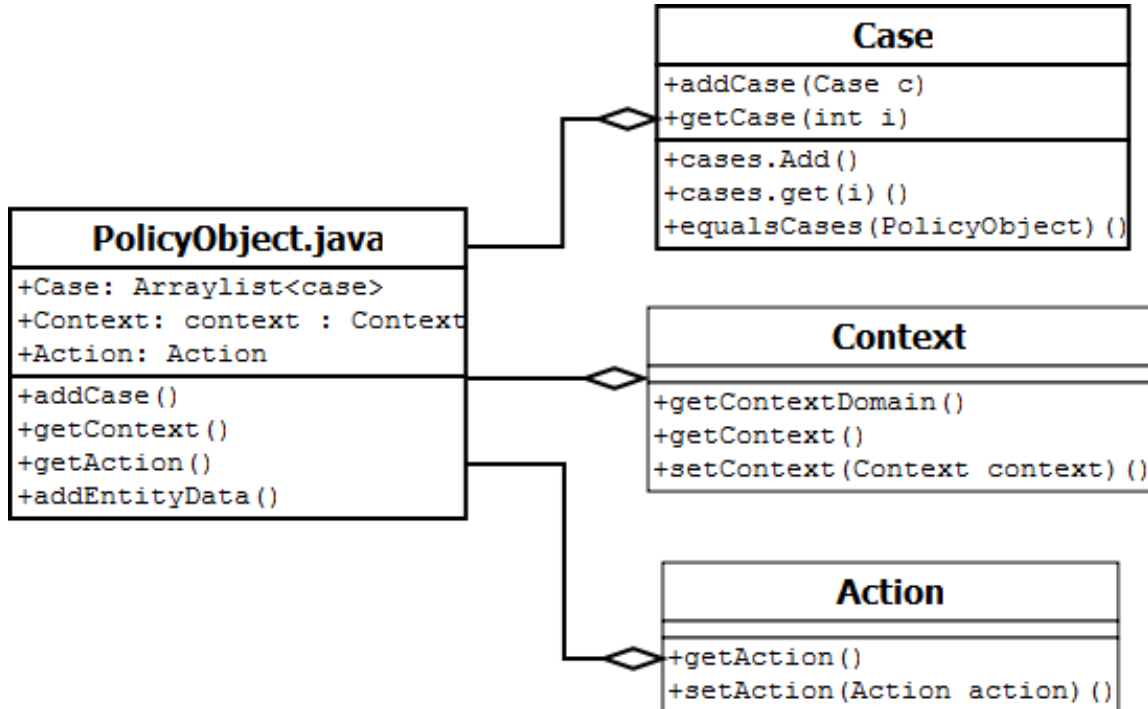 Case
+addCase(Case c)
+getCase(int i)
+cases.Add()
+cases.get(i)()
+equalsCases(PolicyObject)()
PolicyObject.java
+Case: Arraylist<case>
+Context: context : Context
+Action: Action
+addCase()
+getContext()
+getAction()
+addEntityData()
Context
+getContextDomain()
+getContext()
+setContext(Context context)()
Action
+getAction()
+setAction(Action action)()